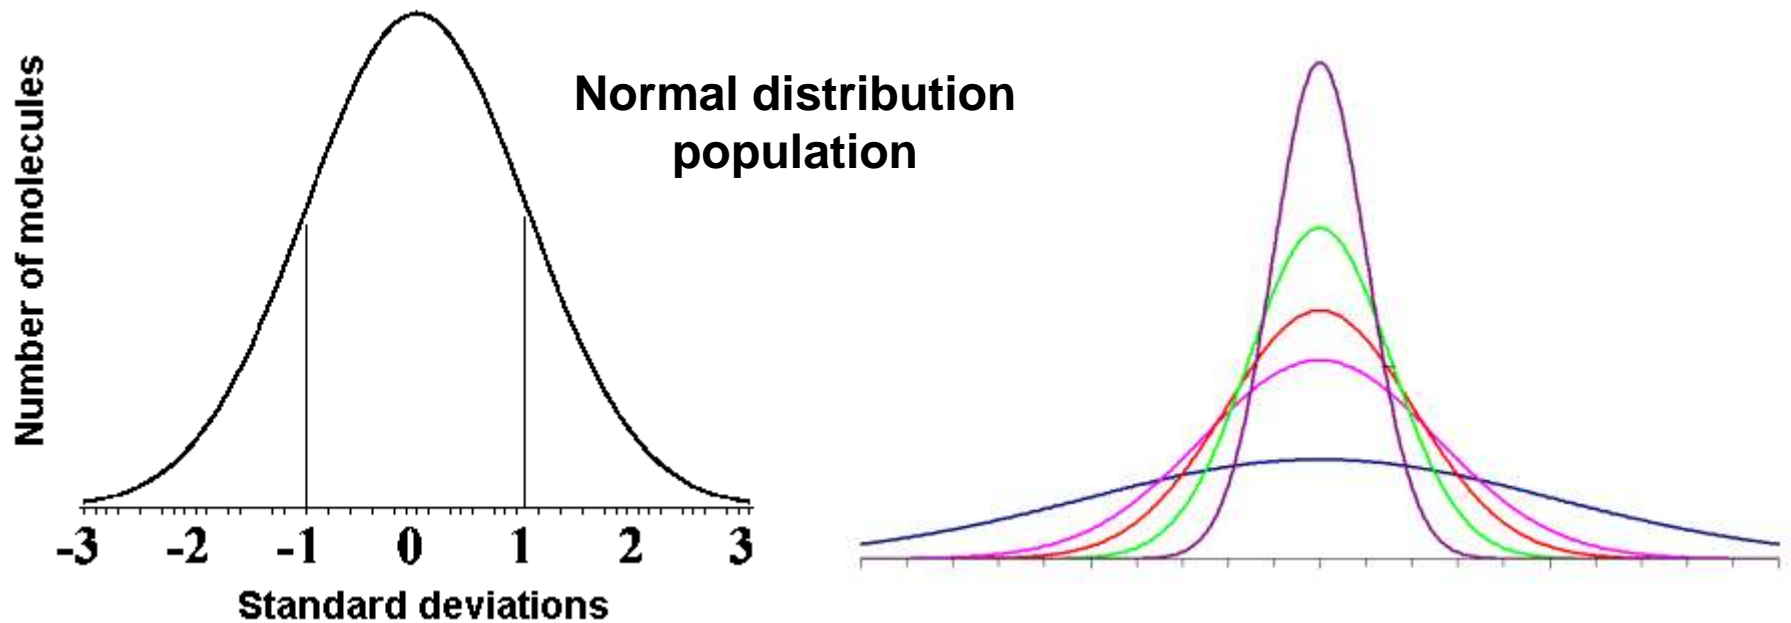 Number of molecules
Normal distribution
population
-3 -2 -1 0 1 2 3
Standard deviations